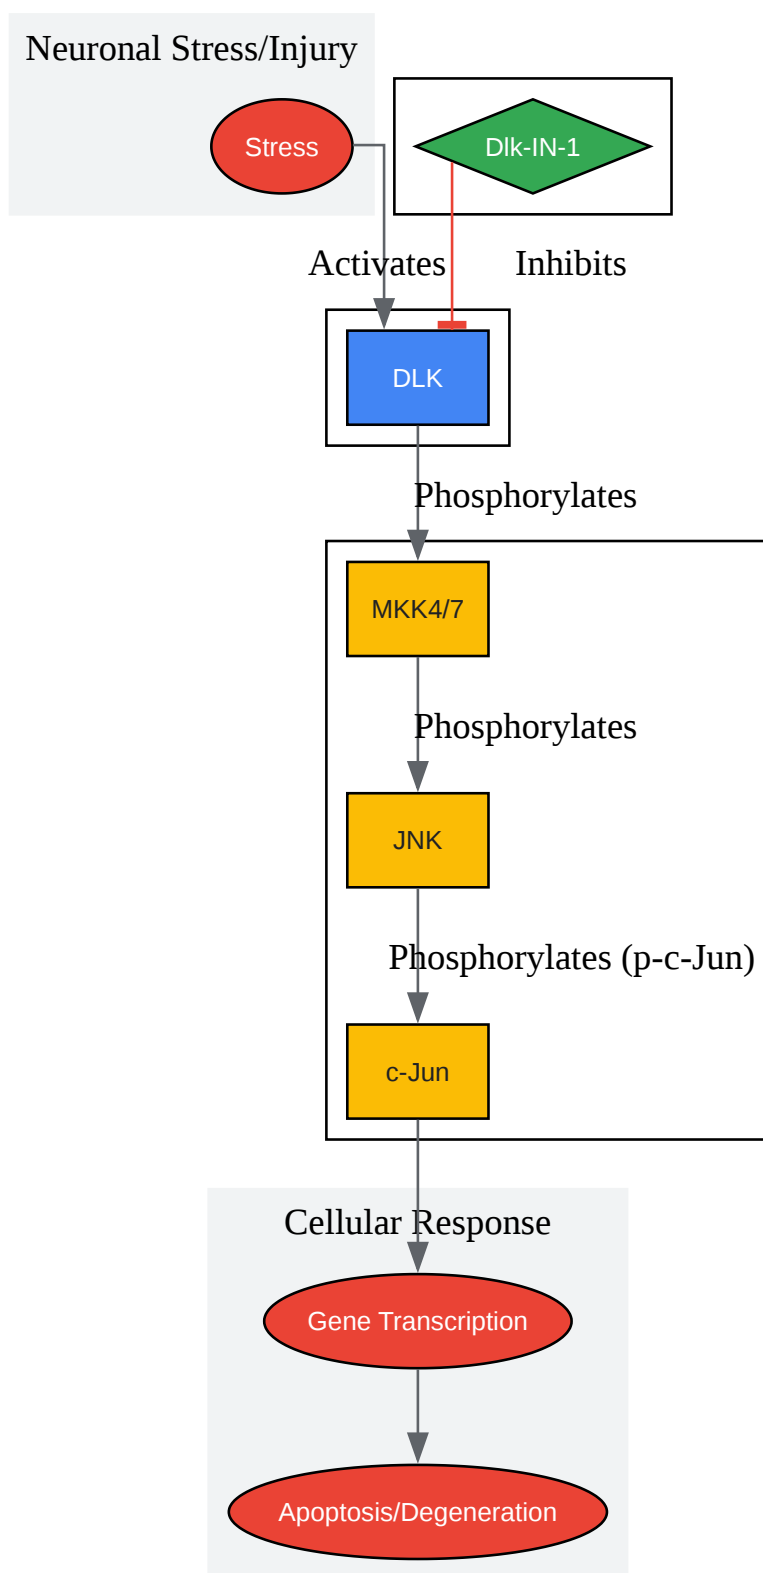 Neuronal Stress/Injury
Stress
Dlk-IN-1
Activates
Inhibits
DLK
Phosphorylates
MKK4/7
Phosphorylates
JNK
Phosphorylates (p-c-Jun)
c-Jun
Cellular Response
Gene Transcription
Apoptosis/Degeneration